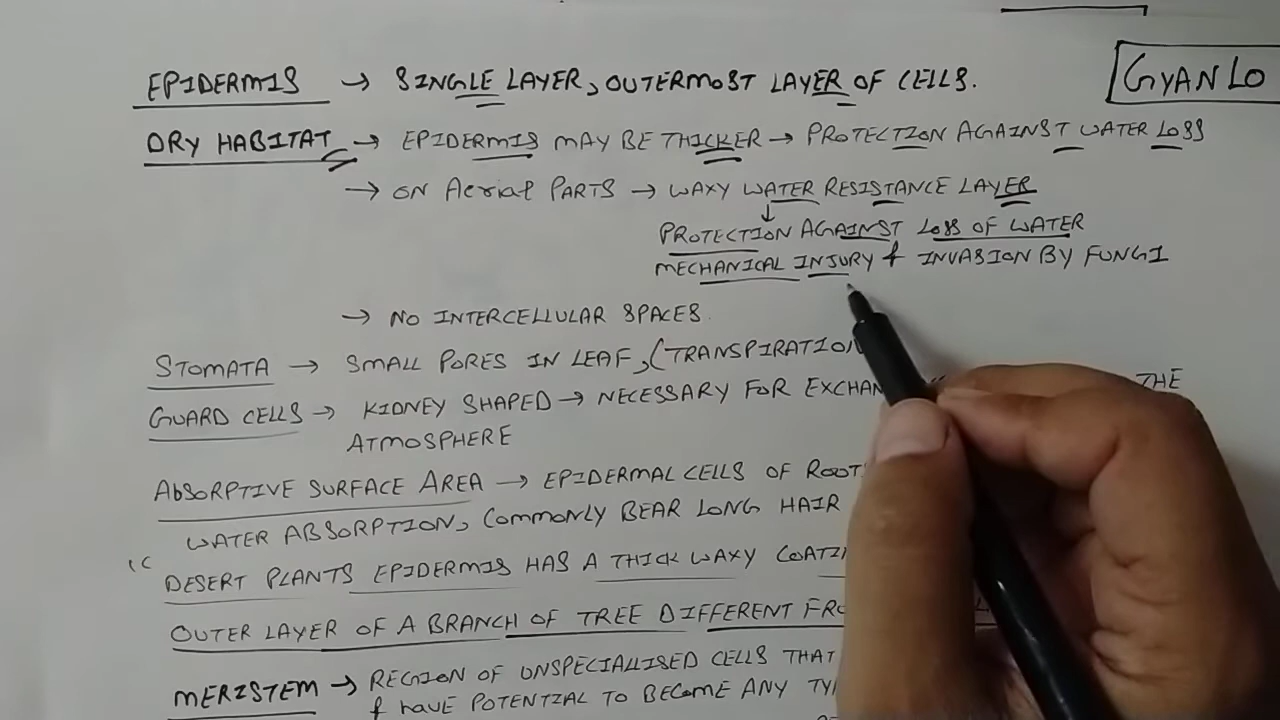 EPIDERMIS → SINGLE LAYER, OUTERMOST LAYER OF CELLS.
GYANLO
DRY HABITAT → EPIDERMIS MAY BE THICKER → PROTECTION AGAINST WATER LOSS
→ ON Aerial PARTS → WAXY WATER RESISTANCE LAYER
↓
PROTECTION AGAINST LOSS OF WATER
MECHANICAL INJURY & INVASION BY FUNGI
→ NO INTERCELLULAR SPACES.
STOMATA → SMALL PORES IN LEAF, (TRANSPIRATION
GUARD CELLS → KIDNEY SHAPED → NECESSARY FOR EXCHAN THE
ATMOSPHERE
ABSORPTIVE SURFACE AREA → EPIDERMAL CELLS OF ROOT
WATER ABSORPTION, COMMONLY BEAR LONG HAIR
DESERT PLANTS EPIDERMIS HAS A THICK WAXY COATI
OUTER LAYER OF A BRANCH OF TREE DIFFERENT FRO
MERISTEM → REGION OF UNSPECIALISED CELLS THAT
& have POTENTIAL TO BECOME ANY TY